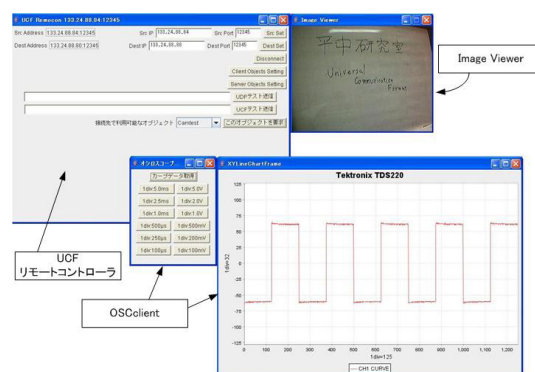 UCF Remocon 133.24.88.84:12345
Src Address 133.24.88.84:12345
Src IP 133.24.88.84
Src Port 12345
Src Set
Dest Address 133.24.88.80:12345
Dest IP 133.24.88.88
Dest Port 12345
Dest Set
Disconnect
Client Objects Setting
Server Objects Setting
UDPテスト送信
UCFテスト送信
接続先で利用可能なオブジェクト Camtest このオブジェクトを要求
Image Viewer
平中研究室
Universal
Communication
Format
Image Viewer
オシロスコープ...
カーブデータ取得
1div:5.0ms 1div:5.0V
1div:2.5ms 1div:2.0V
1div:1.0ms 1div:1.0V
1div:500μs 1div:500mV
1div:250μs 1div:200mV
1div:100μs 1div:100mV
UCF
リモートコントローラ
OSCclient
XYLineChartframe
Tektronix TDS220
1div=32
125
100
75
50
25
0
-25
-50
-75
-100
-125
0 100 200 300 400 500 600 700 800 900 1,000 1,100 1,200
1div=125
CH1 CURVE